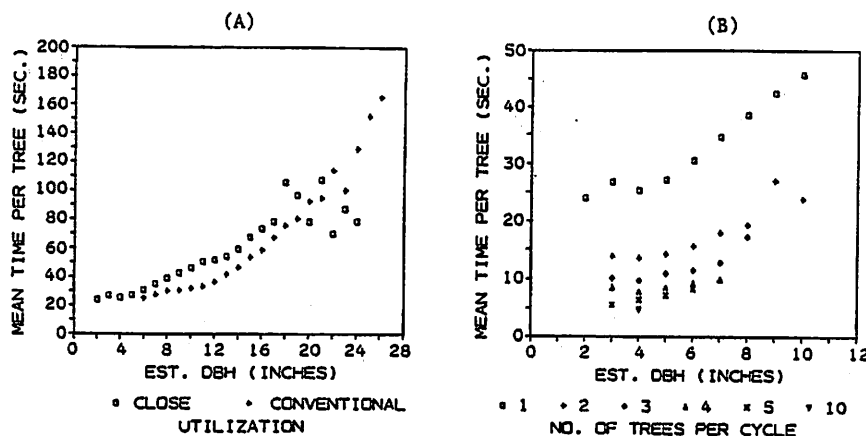 (A)
200
180
160
140
120
100
80
60
40
20
0
MEAN TIME PER TREE (SEC.)
0 4 8 12 16 20 24 28
EST. DBH (INCHES)
CLOSE CONVENTIONAL
UTILIZATION
(B)
50
40
30
20
10
0
MEAN TIME PER TREE (SEC.)
0 2 4 6 8 10 12
EST. DBH (INCHES)
1 2 3 4 5 10
NO. OF TREES PER CYCLE